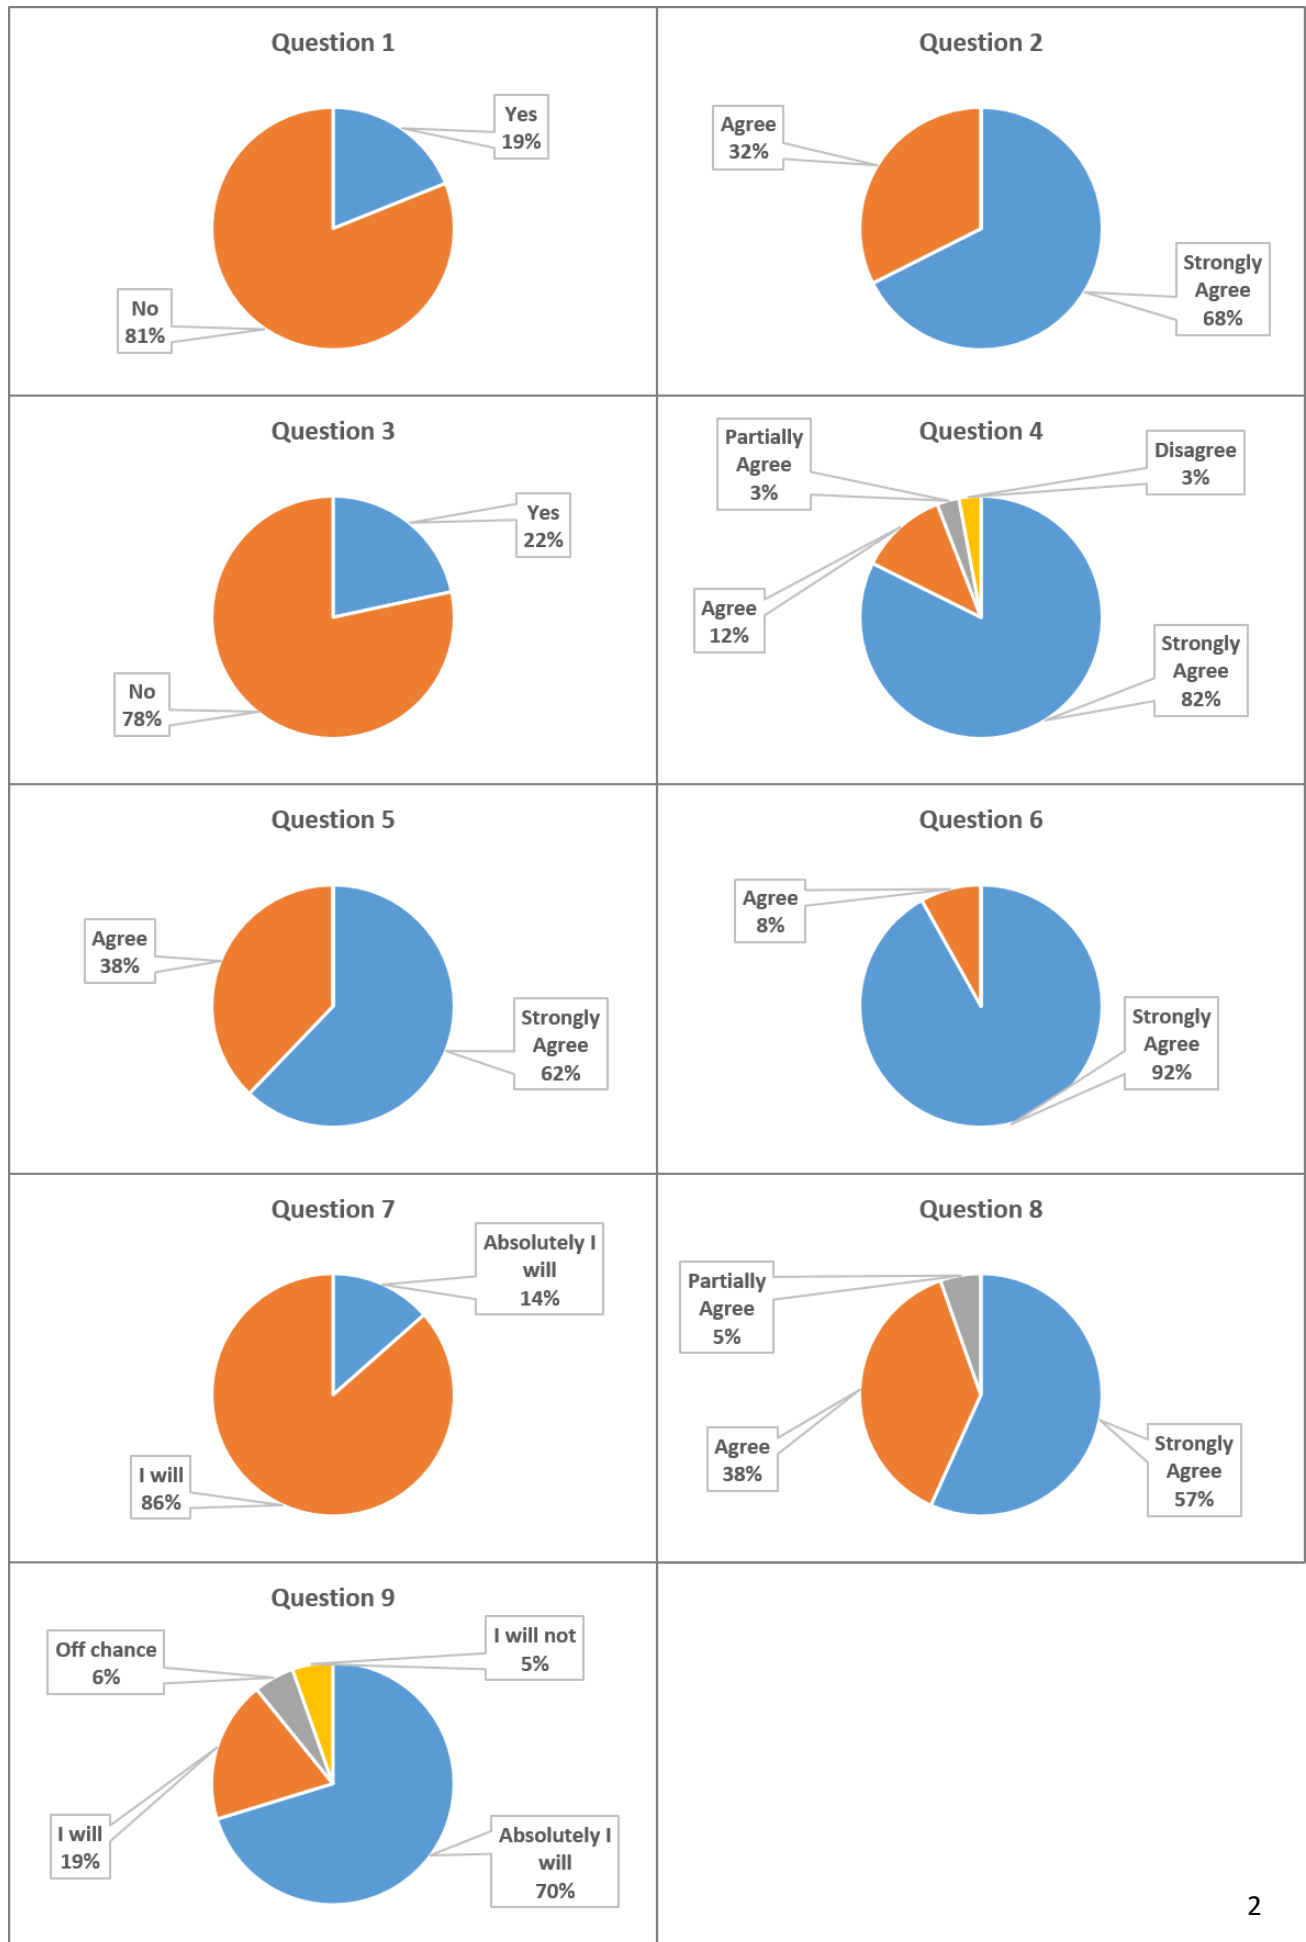 Question 1
Yes
19%
No
81%
Question 2
Agree
32%
Strongly
Agree
68%
Question 3
Yes
22%
No
78%
Question 4
Partially
Agree
3%
Disagree
3%
Agree
12%
Strongly
Agree
82%
Question 5
Agree
38%
Strongly
Agree
62%
Question 6
Agree
8%
Strongly
Agree
92%
Question 7
Absolutely I
will
14%
I will
86%
Question 8
Partially
Agree
5%
Agree
38%
Strongly
Agree
57%
Question 9
Off chance
6%
I will not
5%
I will
19%
Absolutely I
will
70%
2